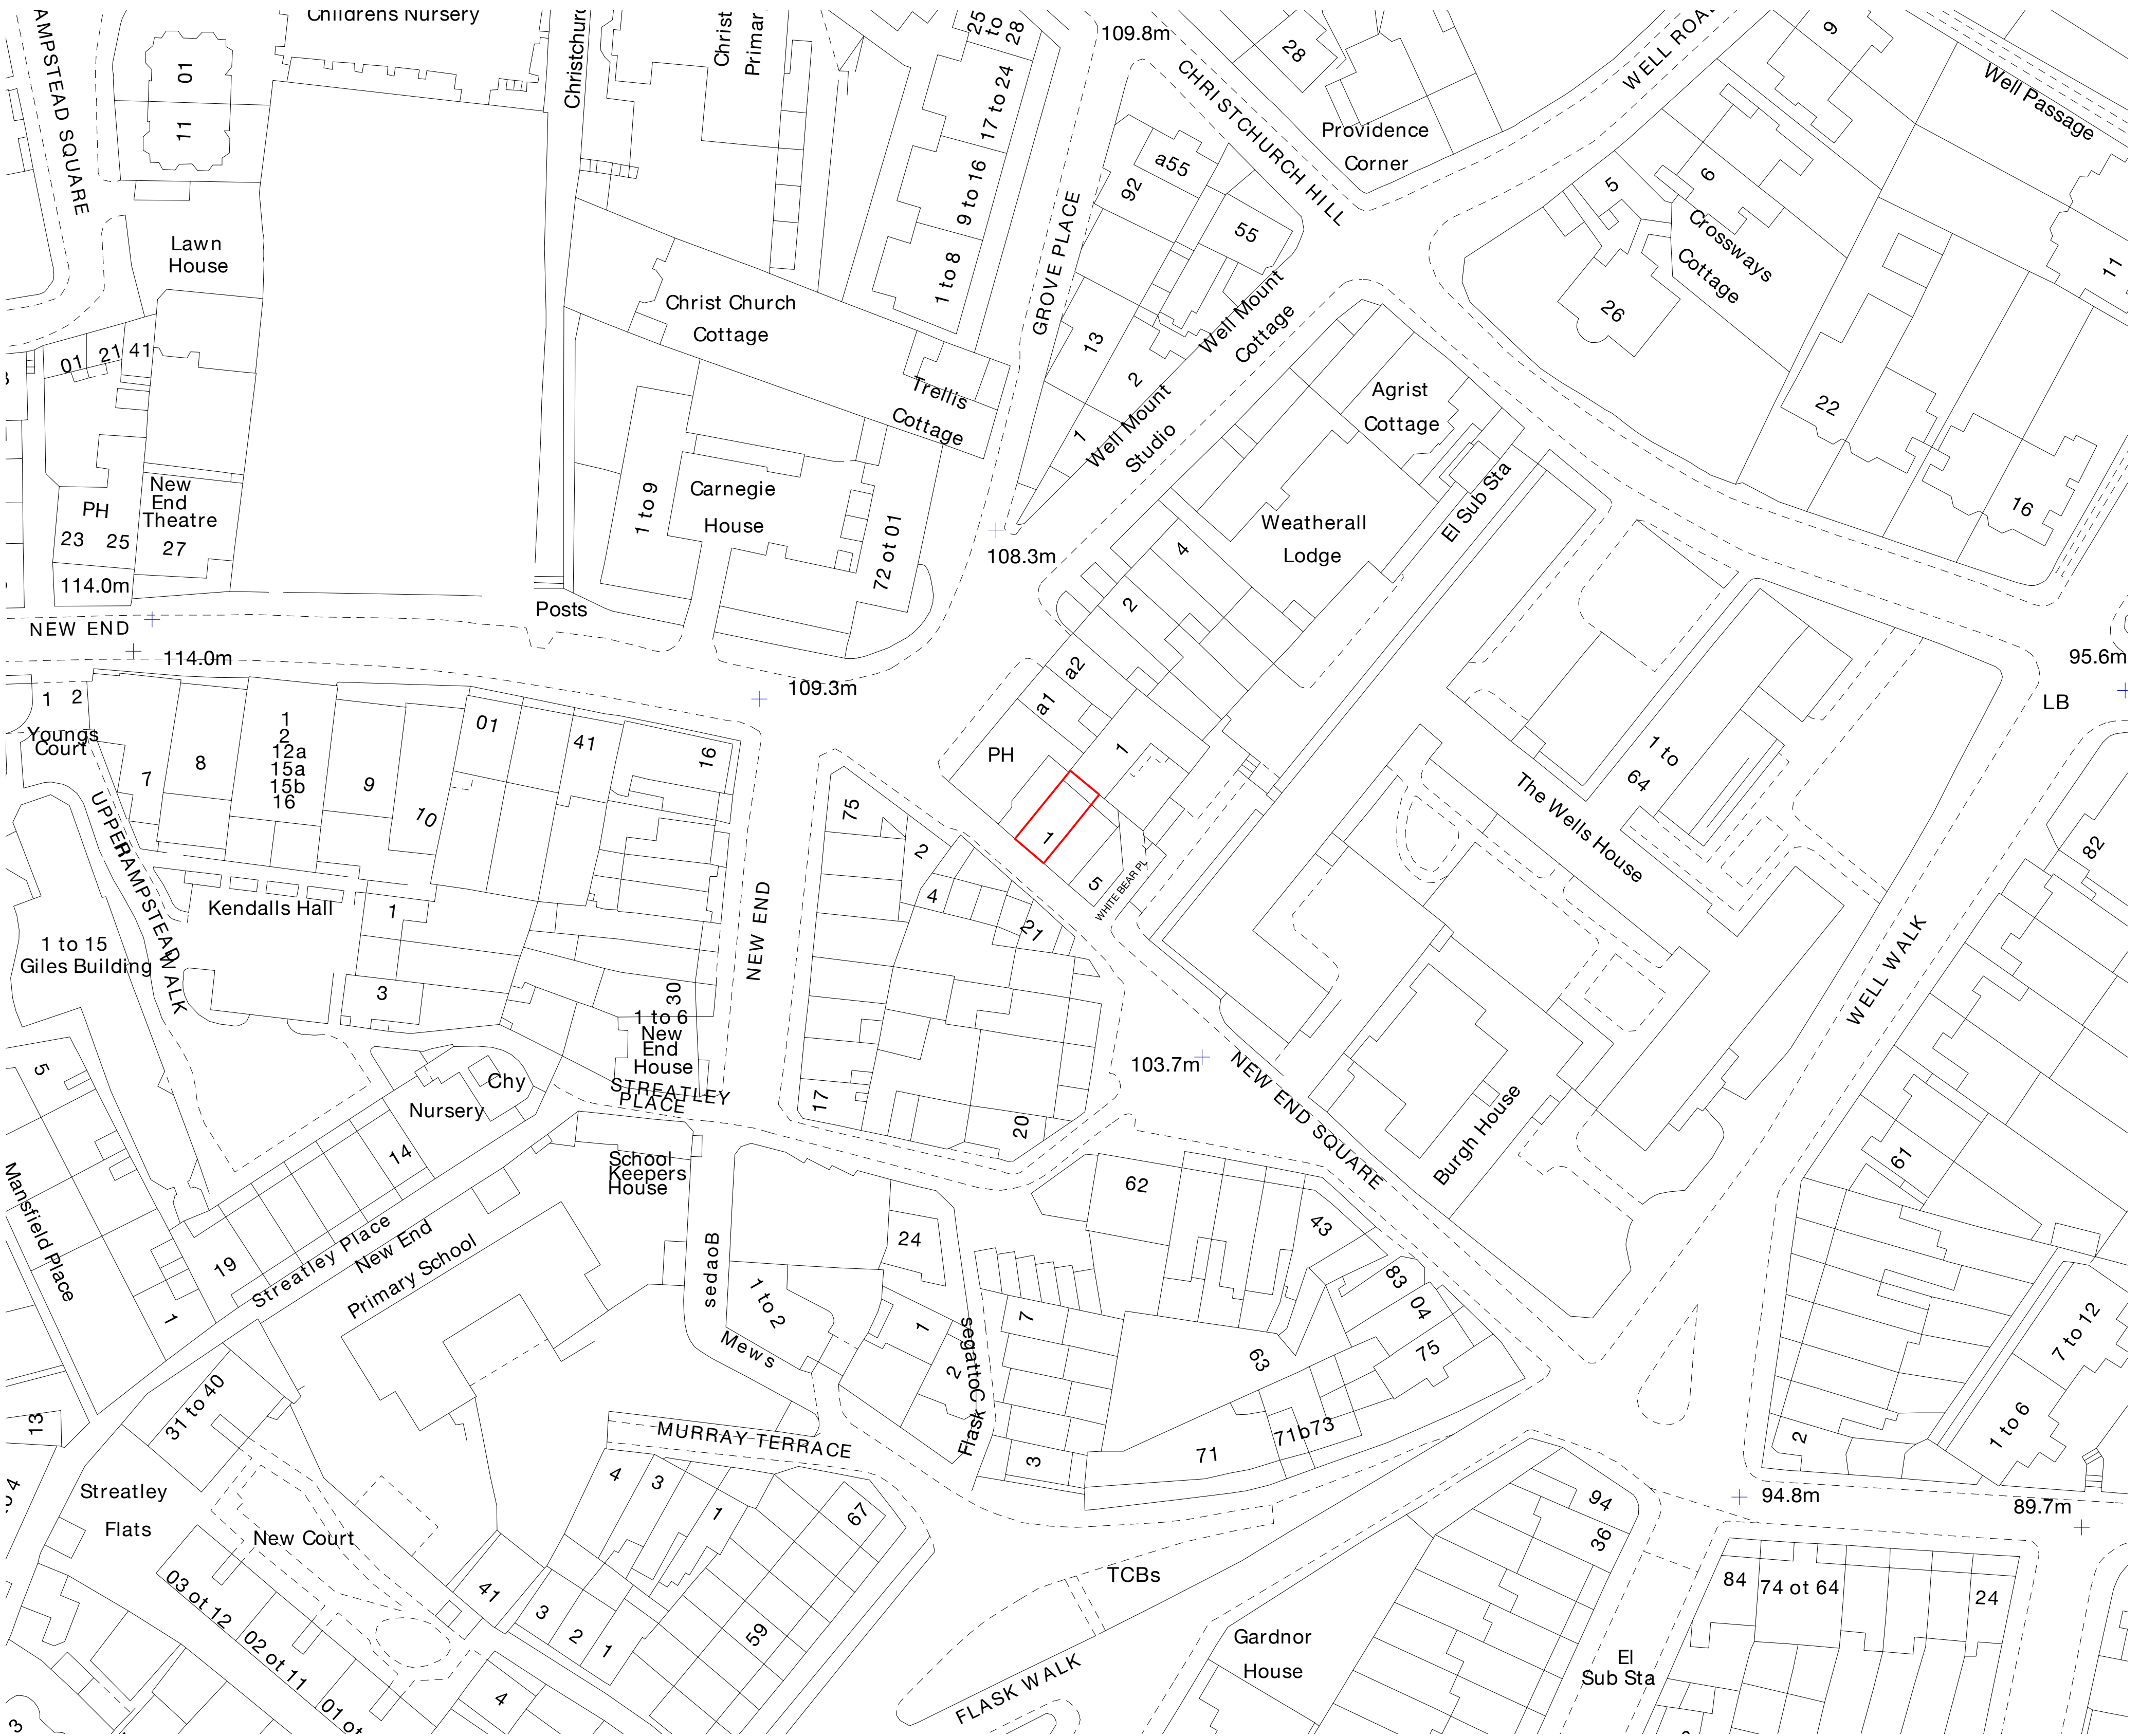 Childrens Nursery
AMPSTEAD SQUARE
01
11
Lawn
House
Christchurc
Christ
Primar
25
to
28
17 to 24
9 to 16
1 to 8
109.8m
CHRISTCHURCH HILL
28
Providence
Corner
WELL ROA
9
Well Passage
a55
92
55
GROVE PLACE
5
6
Crossways
Cottage
26
11
22
16
Christ Church
Cottage
Trellis
Cottage
13
2
1
Well Mount
Cottage
Well Mount
Studio
Agrist
Cottage
El Sub Sta
Weatherall
Lodge
01
21
41
PH
23
25
New
End
Theatre
27
114.0m
NEW END
114.0m
Posts
1 to 9
Carnegie
House
72 ot 01
108.3m
109.3m
4
2
a2
a1
PH
1
1
5
WHITE BEAR PL
1 2
Youngs
Court
7
8
1
2
12a
15a
15b
16
9
10
01
41
16
75
2
4
21
NEW END
UPPER
HAMPSTEAD
WALK
Kendalls Hall
1
3
1 to 15
Giles Building
30
1 to 6
New
End
House
STREATLEY
PLACE
17
20
103.7m
NEW END SQUARE
Burgh House
The Wells House
1 to
64
95.6m
LB
82
WELL WALK
61
5
Mansfield Place
Chy
Nursery
14
19
1
Streatley Place
New End
Primary School
School
Keepers
House
sedaoB
Mews
1 to 2
24
1
2
segattoC
Flask
62
43
83
04
75
7
63
71
71b73
3
7 to 12
1 to 6
2
94.8m
89.7m
13
31 to 40
MURRAY TERRACE
4
3
1
67
Streatley
Flats
New Court
41
3
2
1
59
03 ot 12
02 ot 11
01 ot
4
3
TCBs
FLASK WALK
Gardnor
House
94
36
El
Sub Sta
84
74 ot 64
24